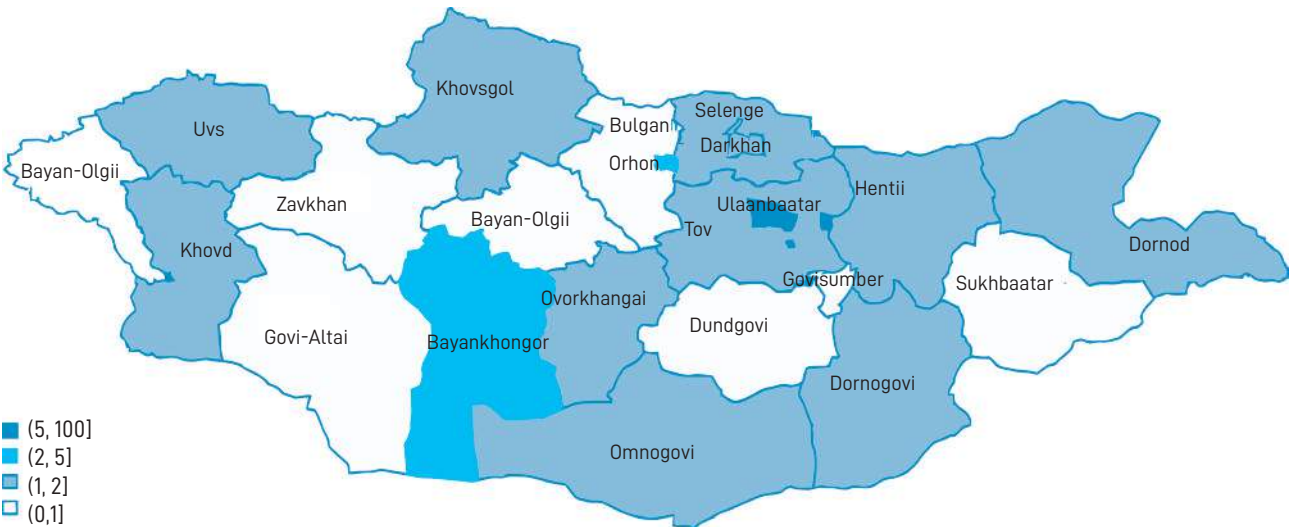 Khovsgol
Selenge
Bulgan
Uvs
Darkhan
Orhon
Bayan-Olgii
Hentii
Zavkhan
Ulaanbaatar
Bayan-Olgii
Tov
Khovd
Dornod
Govisumber
Sukhbaatar
Ovorkhangai
Dundgovi
Govi-Altai
Bayankhongor
Dornogovi
Omnogovi
(5, 100]
(2, 5]
(1, 2]
(0,1]